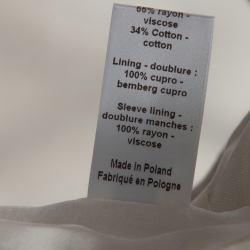 66% rayon -
viscose
34% Cotton -
cotton
Lining - doublure :
100% cupro -
bemberg cupro
Sleeve lining -
doublure manches :
100% rayon -
viscose
Made in Poland
Fabriqué en Pologne